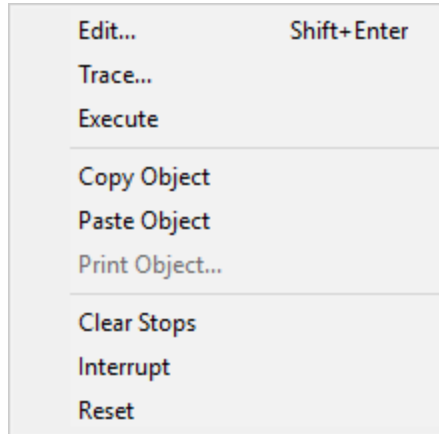 Edit... Shift+Enter
Trace...
Execute
Copy Object
Paste Object
Print Object...
Clear Stops
Interrupt
Reset